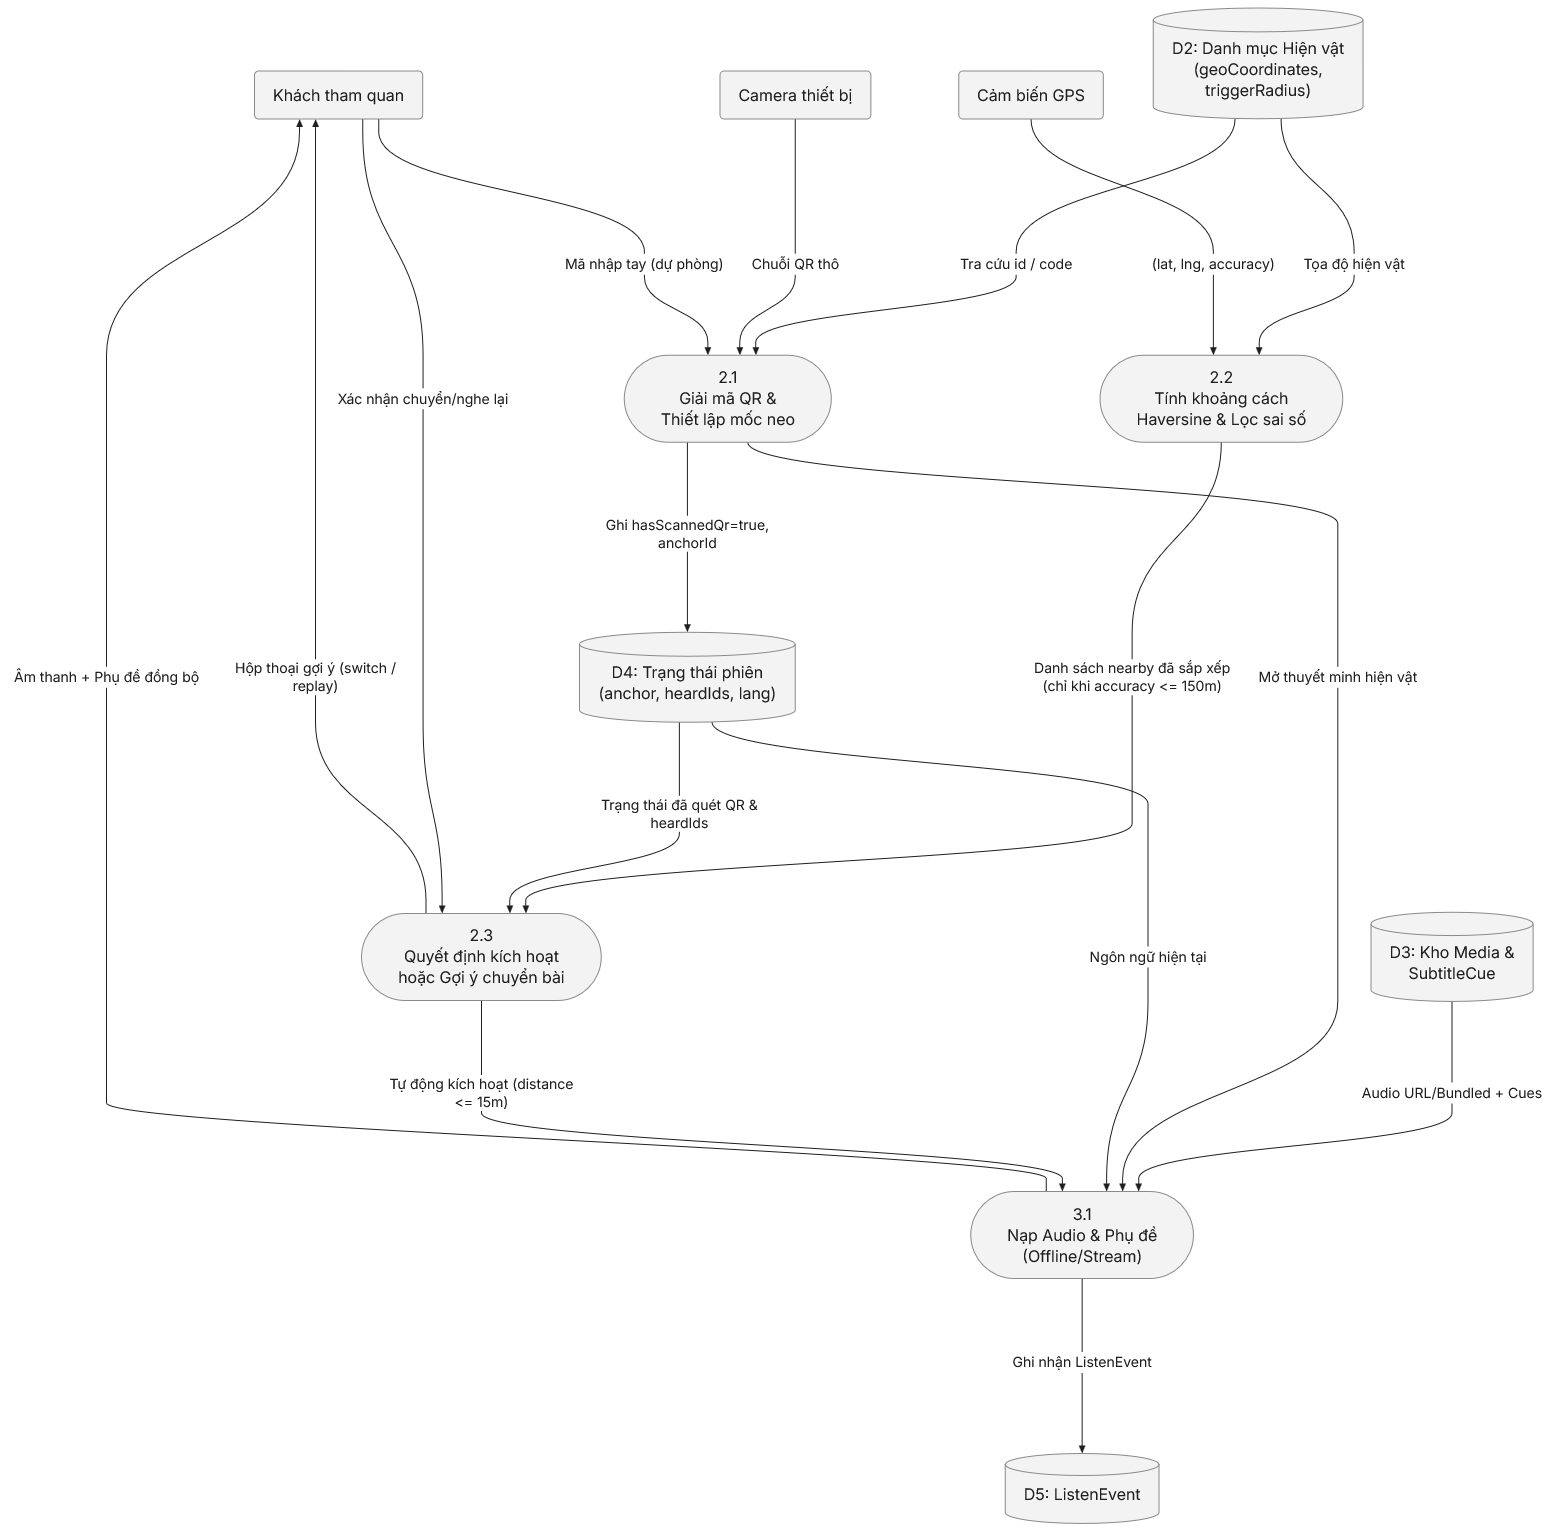 D2: Danh mục Hiện vật
(geoCoordinates,
triggerRadius)
Khách tham quan
Camera thiết bị
Cảm biến GPS
Mã nhập tay (dự phòng)
Chuỗi QR thô
Tra cứu id / code
(lat, lng, accuracy)
Tọa độ hiện vật
2.1
Giải mã QR &
Thiết lập mốc neo
2.2
Tính khoảng cách
Haversine & Lọc sai số
Xác nhận chuyển/nghe lại
Ghi hasScannedQr=true,
anchorId
Âm thanh + Phụ đề đồng bộ
Hộp thoại gợi ý (switch /
replay)
D4: Trạng thái phiên
(anchor, heardIds, lang)
Danh sách nearby đã sắp xếp
(chỉ khi accuracy <= 150m)
Mở thuyết minh hiện vật
Trạng thái đã quét QR &
heardIds
2.3
Quyết định kích hoạt
hoặc Gợi ý chuyển bài
Ngôn ngữ hiện tại
D3: Kho Media &
SubtitleCue
Tự động kích hoạt (distance
<= 15m)
Audio URL/Bundled + Cues
3.1
Nạp Audio & Phụ đề
(Offline/Stream)
Ghi nhận ListenEvent
D5: ListenEvent